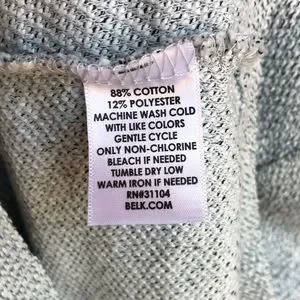 88% COTTON
12% POLYESTER
MACHINE WASH COLD
WITH LIKE COLORS
GENTLE CYCLE
ONLY NON-CHLORINE
BLEACH IF NEEDED
TUMBLE DRY LOW
WARM IRON IF NEEDED
RN#31104
BELK.COM